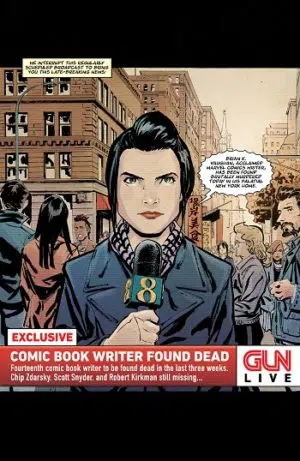 WE INTERRUPT THIS REGULARLY
SCHEDULED BROADCAST TO BRING
YOU THIS LATE-BREAKING NEWS:
BRIAN K.
VAUGHAN, ACCLAIMED
MARVEL COMICS WRITER,
HAS BEEN FOUND
BRUTALLY MURDERED
TODAY IN HIS PALATIAL
NEW YORK HOME.
8
EXCLUSIVE
COMIC BOOK WRITER FOUND DEAD
Fourteenth comic book writer to be found dead in the last three weeks.
Chip Zdarsky, Scott Snyder, and Robert Kirkman still missing...
GUN
LIVE